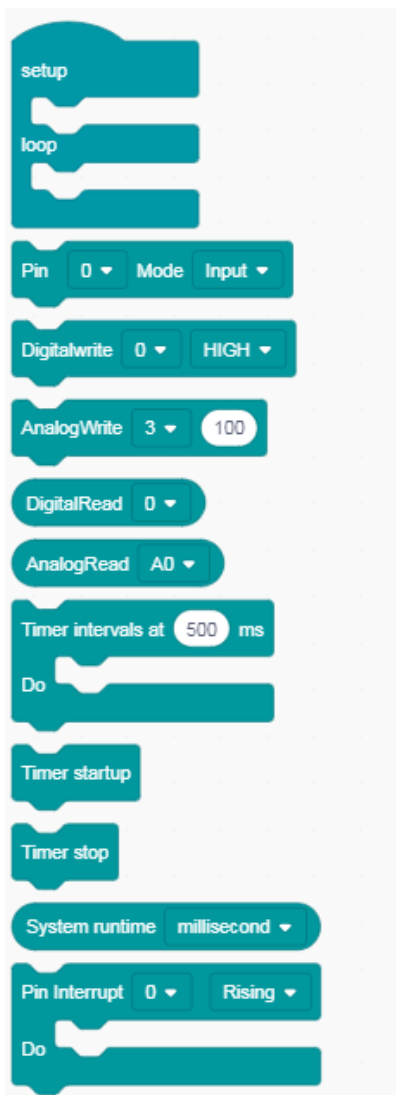 setup
loop
Pin 0 Mode Input
Digitalwrite 0 HIGH
AnalogWrite 3 100
DigitalRead 0
AnalogRead A0
Timer intervals at 500 ms
Do
Timer startup
Timer stop
System runtime millisecond
Pin Interrupt 0 Rising
Do